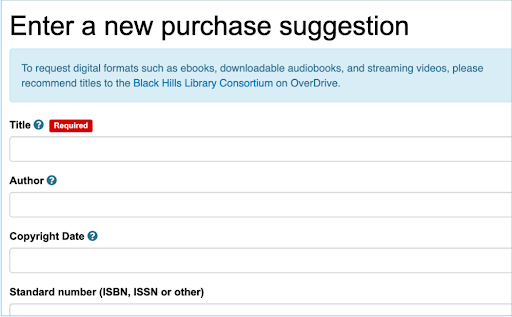 Enter a new purchase suggestion
To request digital formats such as ebooks, downloadable audiobooks, and streaming videos, please
recommend titles to the Black Hills Library Consortium on OverDrive.
Title ? Required
Author ?
Copyright Date ?
Standard number (ISBN, ISSN or other)